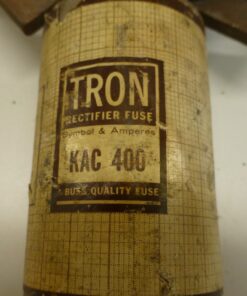 TRON
RECTIFIER FUSE
Symbol & Amperes
KAC 400
A BUSS QUALITY FUSE